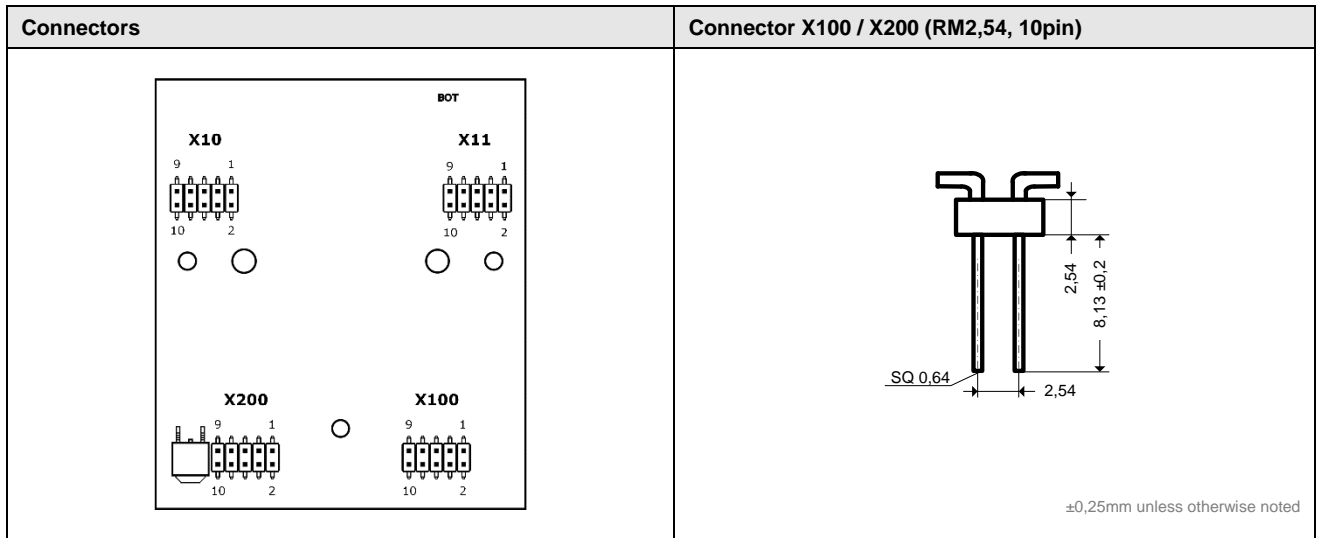 Connectors
Connector X100 / X200 (RM2,54, 10pin)
BOT
X10
X11
9 1
9 1
10 2
10 2
X200
X100
9 1
9 1
10 2
10 2
2,54
8,13 ±0,2
SQ 0,64
2,54
±0,25mm unless otherwise noted